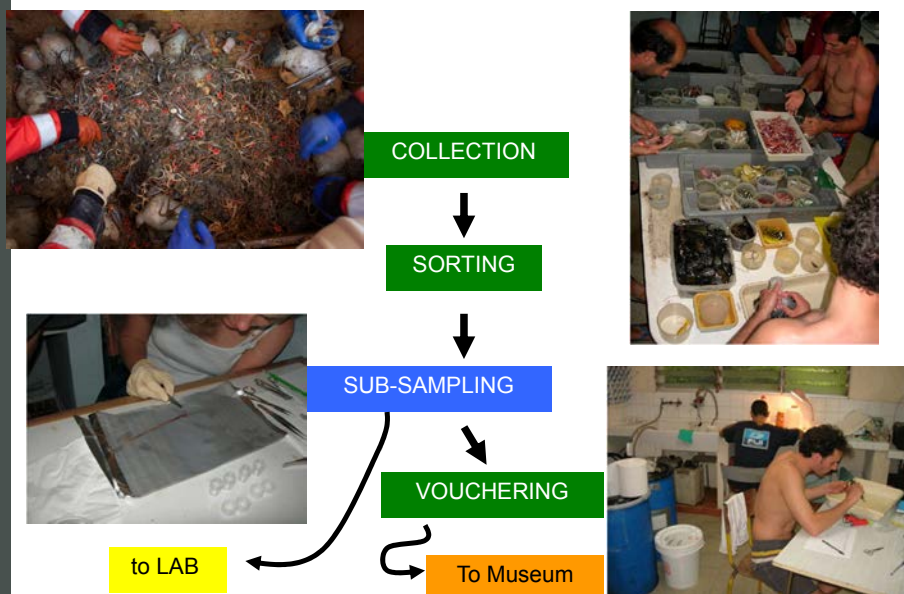 COLLECTION
SORTING
SUB-SAMPLING
VOUCHERING
to LAB
To Museum